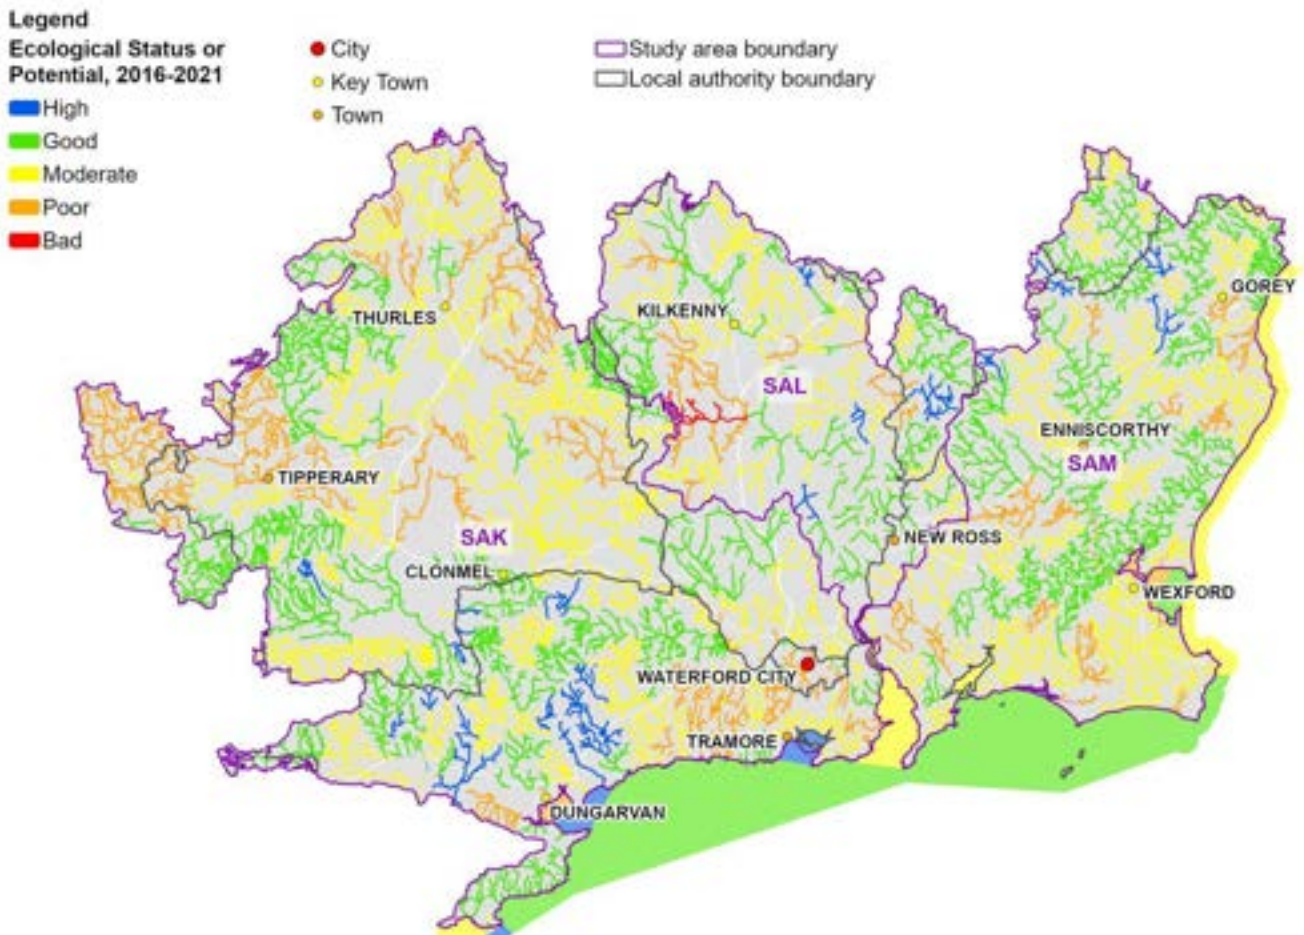 Legend
Ecological Status or
Potential, 2016-2021
High
Good
Moderate
Poor
Bad
City
Key Town
Town
Study area boundary
Local authority boundary
GOREY
THURLES
KILKENNY
SAL
ENNISCORTHY
SAM
TIPPERARY
SAK
NEW ROSS
CLONMEL
WEXFORD
WATERFORD CITY
TRAMORE
DUNGARVAN